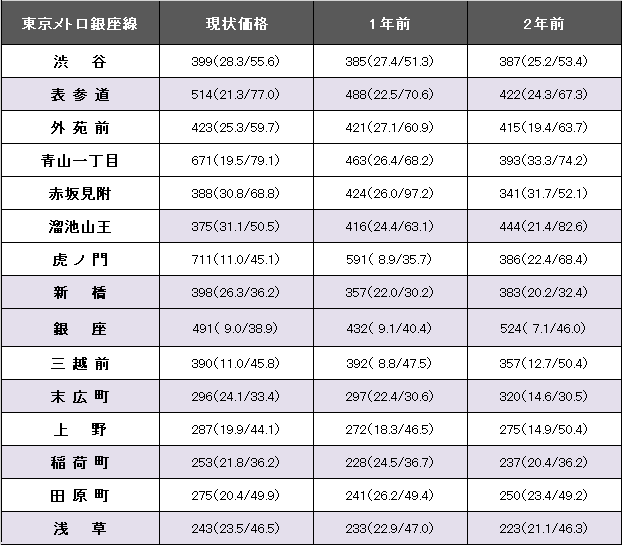 東京メトロ銀座線 現状価格 1年前 2年前
渋谷 399(28.3/55.6) 385(27.4/51.3) 387(25.2/53.4)
表参道 514(21.3/77.0) 488(22.5/70.6) 422(24.3/67.3)
外苑前 423(25.3/59.7) 421(27.1/60.9) 415(19.4/63.7)
青山一丁目 671(19.5/79.1) 463(26.4/68.2) 393(33.3/74.2)
赤坂見附 388(30.8/68.8) 424(26.0/97.2) 341(31.7/52.1)
溜池山王 375(31.1/50.5) 416(24.4/63.1) 444(21.4/82.6)
虎ノ門 711(11.0/45.1) 591( 8.9/35.7) 386(22.4/68.4)
新橋 398(26.3/36.2) 357(22.0/30.2) 383(20.2/32.4)
銀座 491( 9.0/38.9) 432( 9.1/40.4) 524( 7.1/46.0)
三越前 390(11.0/45.8) 392( 8.8/47.5) 357(12.7/50.4)
末広町 296(24.1/33.4) 297(22.4/30.6) 320(14.6/30.5)
上野 287(19.9/44.1) 272(18.3/46.5) 275(14.9/50.4)
稲荷町 253(21.8/36.2) 228(24.5/36.7) 237(20.4/36.2)
田原町 275(20.4/49.9) 241(26.2/49.4) 250(23.4/49.2)
浅草 243(23.5/46.5) 233(22.9/47.0) 223(21.1/46.3)